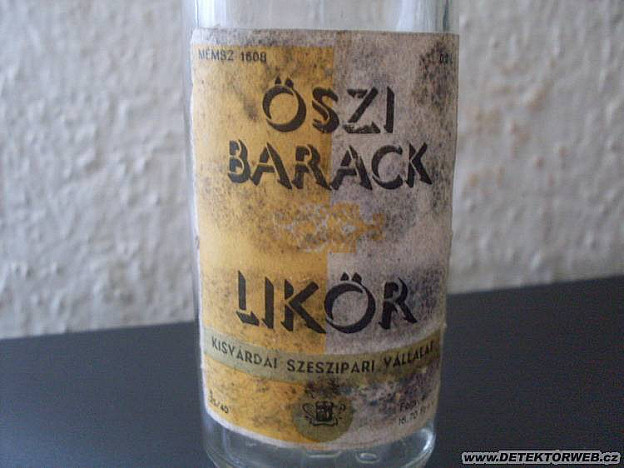 MÉMSZ 1608
ŐSZI
BARACK
LIKŐR
KISVÁRDAI SZESZIPARI VÁLLALAT
www.DETEKTORWEB.cz